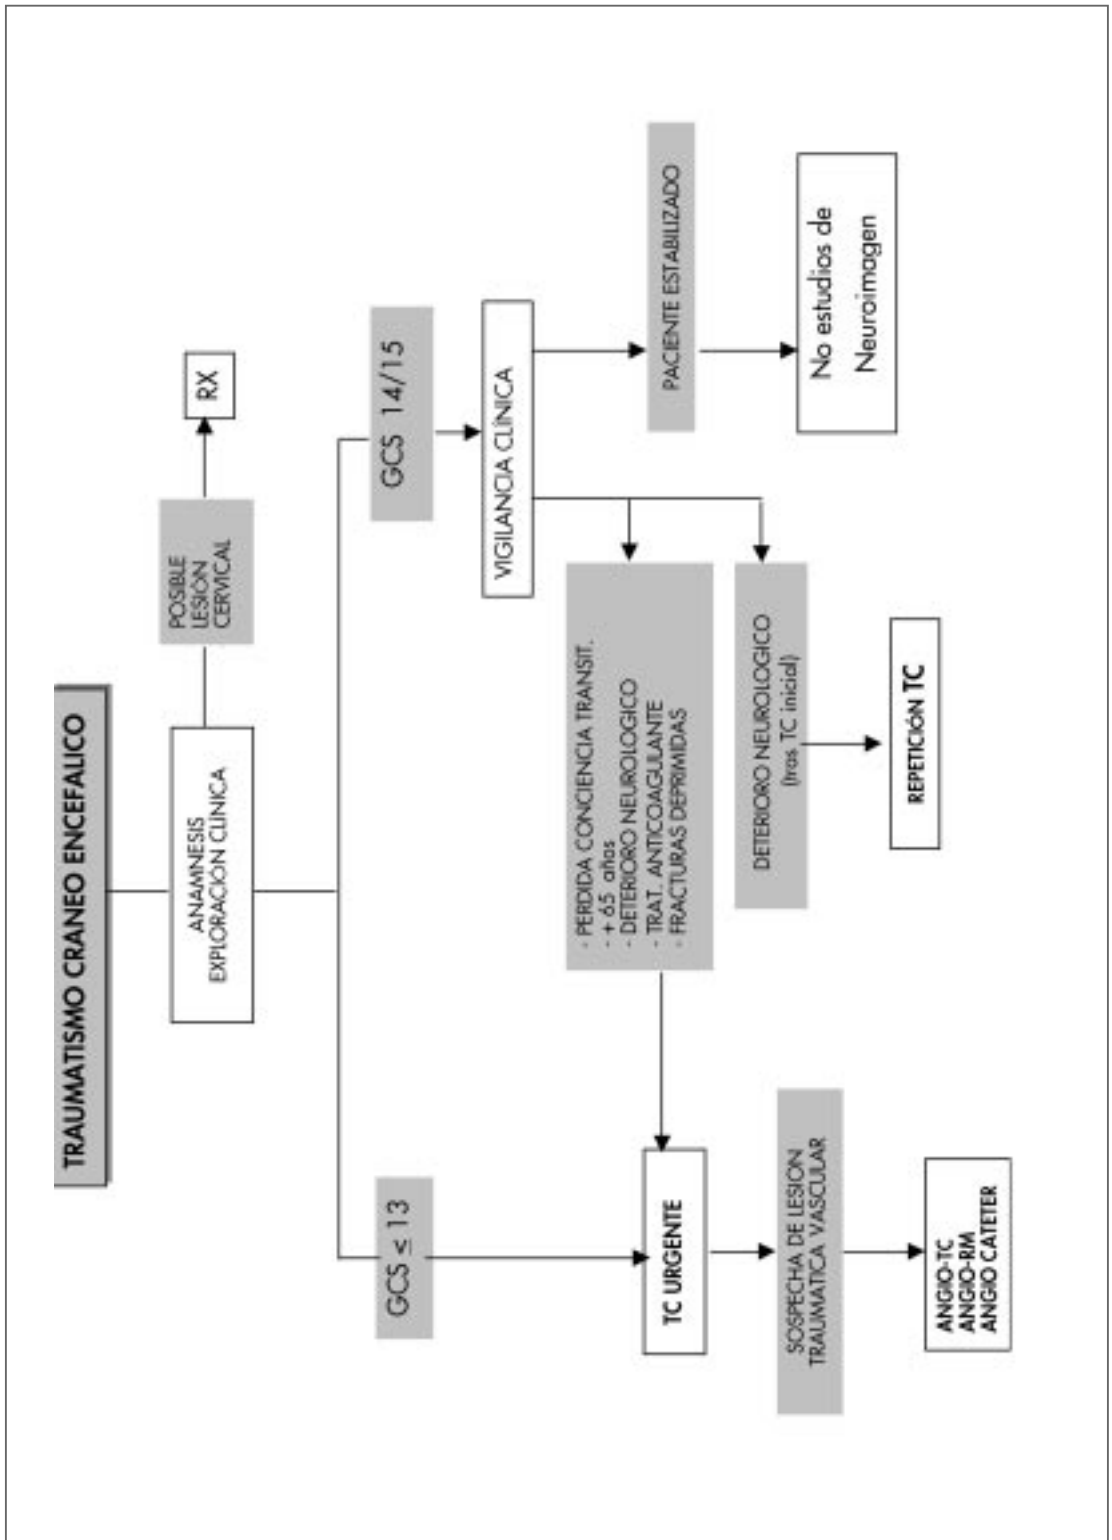 TRAUMATISMO CRANEO ENCEFALICO
ANAMNESIS
EXPLORACIÓN CLÍNICA
POSIBLE
LESIÓN
CERVICAL
RX
GCS ≤ 13
GCS 14/15
TC URGENTE
VIGILANCIA CLÍNICA
- PERDIDA CONCIENCIA TRANSIT.
- + 65 años
- DETERIORO NEUROLOGICO
- TRAT. ANTICOAGULANTE
- FRACTURAS DEPRIMIDAS
PACIENTE ESTABILIZADO
SOSPECHA DE LESION
TRAUMATICA VASCULAR
DETERIORO NEUROLOGICO
(tras TC inicial)
No estudios de
Neuroimagen
ANGIO-TC
ANGIO-RM
ANGIO CATETER
REPETICIÓN TC